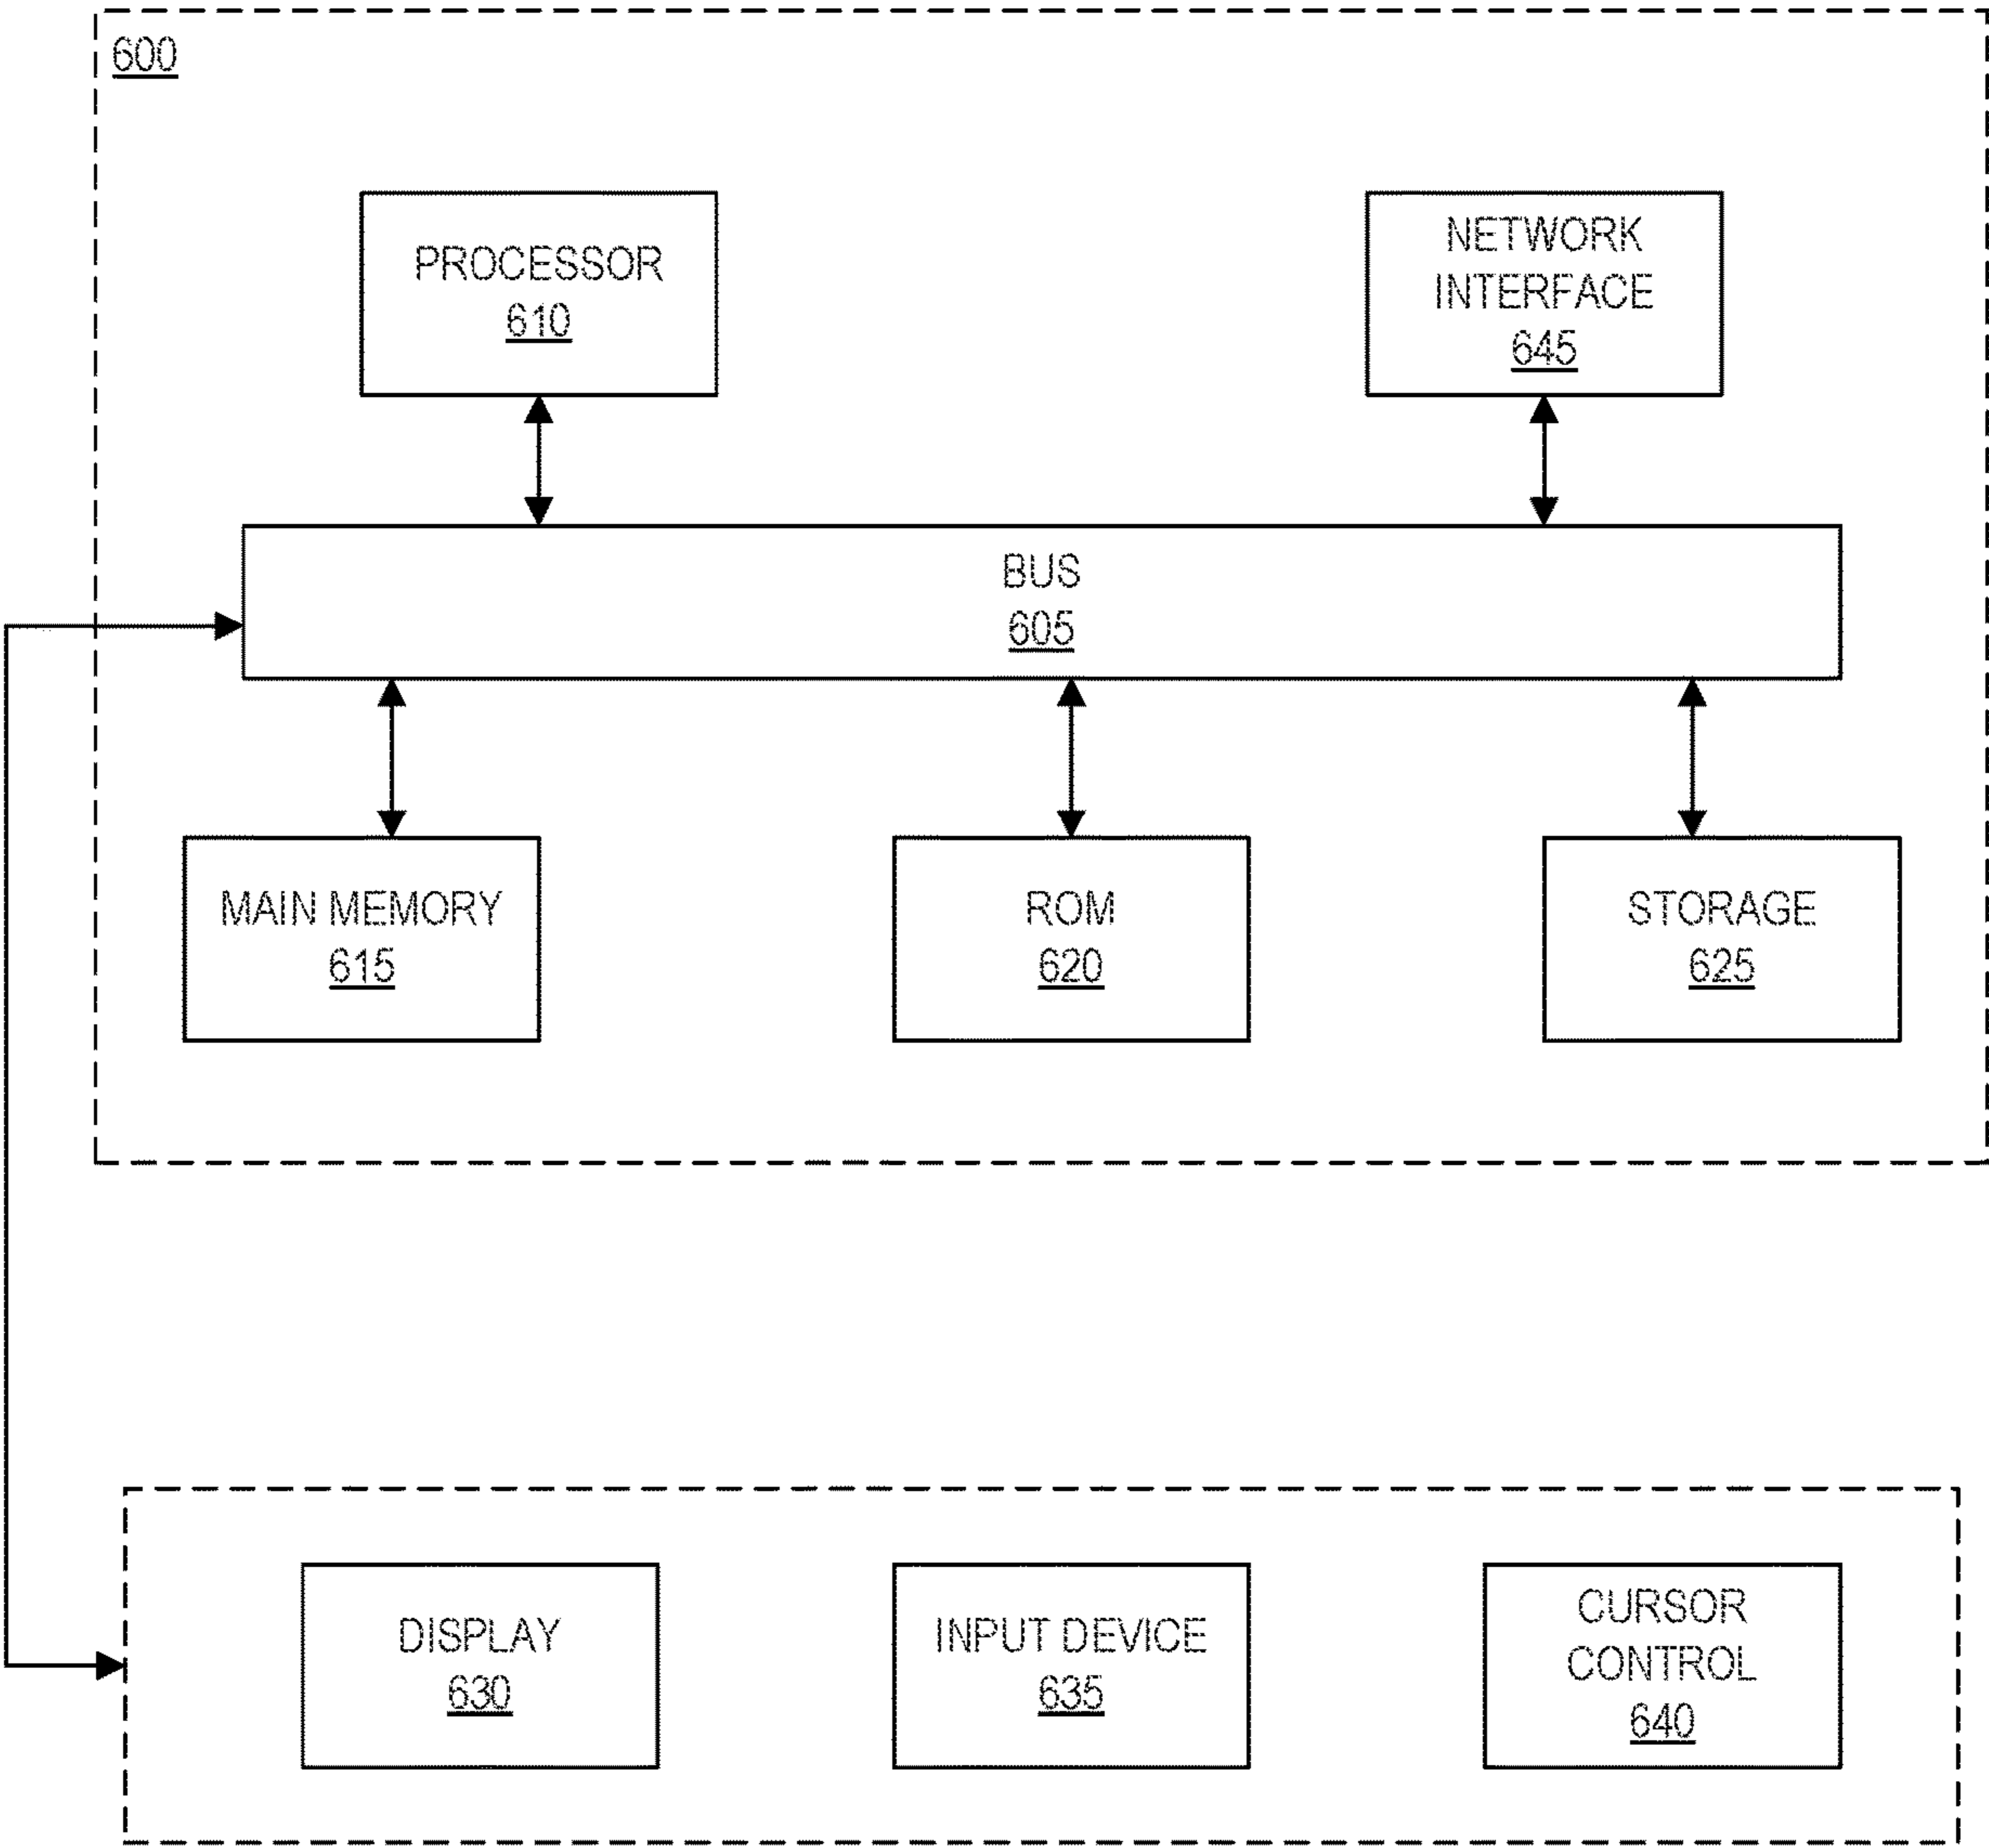 600
PROCESSOR
610
NETWORK
INTERFACE
645
BUS
605
MAIN MEMORY
615
ROM
620
STORAGE
625
DISPLAY
630
INPUT DEVICE
635
CURSOR
CONTROL
640